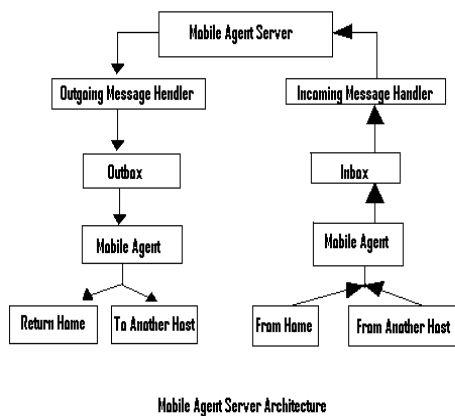 Mobile Agent Server
Outgoing Message Hendler
Incoming Message Handler
Outbox
Inbox
Mobile Agent
Mobile Agent
Return Home
To Another Host
From Home
From Another Host
Mobile Agent Server Architecture